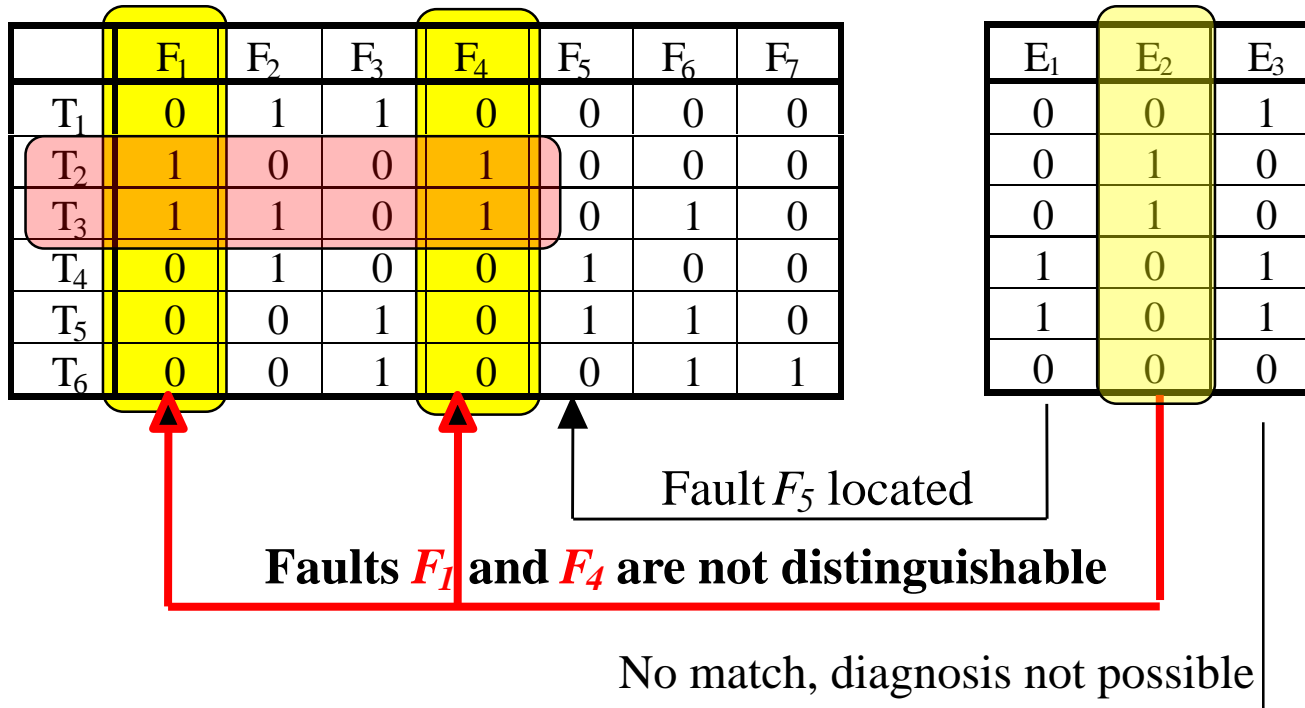 F₁ F₂ F₃ F₄ F₅ F₆ F₇ E₁ E₂ E₃
T₁ 0 1 1 0 0 0 0 0 0 1
T₂ 1 0 0 1 0 0 0 0 1 0
T₃ 1 1 0 1 0 1 0 0 1 0
T₄ 0 1 0 0 1 0 0 1 0 1
T₅ 0 0 1 0 1 1 0 1 0 1
T₆ 0 0 1 0 0 1 1 0 0 0
Fault F₅ located
Faults F₁ and F₄ are not distinguishable
No match, diagnosis not possible